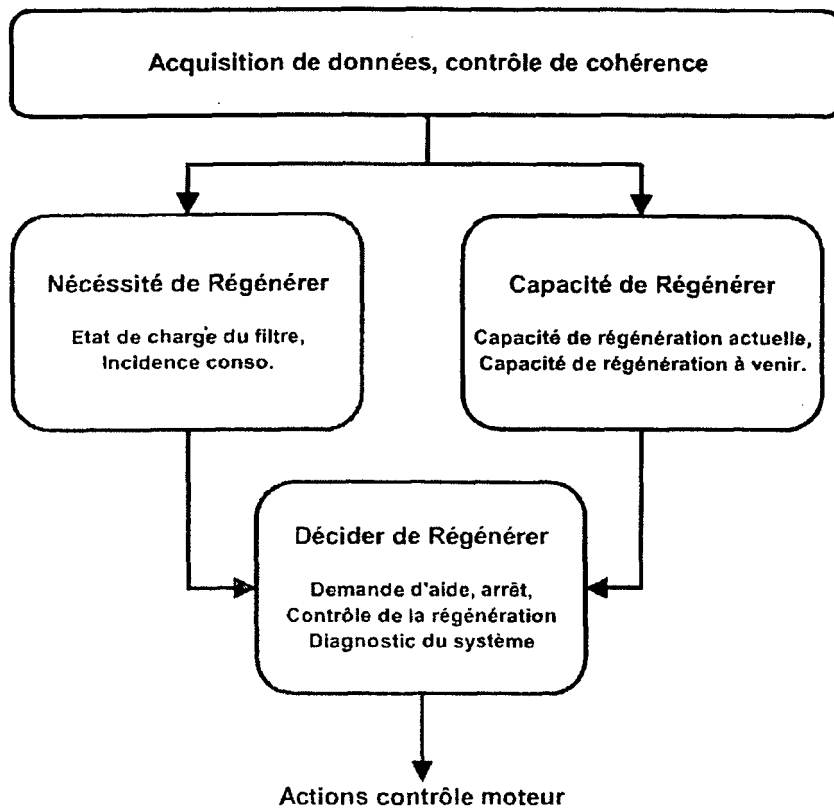 Acquisition de données, contrôle de cohérence
Nécéssité de Régénérer
Etat de charge du filtre,
Incidence conso.
Capacité de Régénérer
Capacité de régénération actuelle,
Capacité de régénération à venir.
Décider de Régénérer
Demande d'aide, arrêt,
Contrôle de la régénération
Diagnostic du système
Actions contrôle moteur